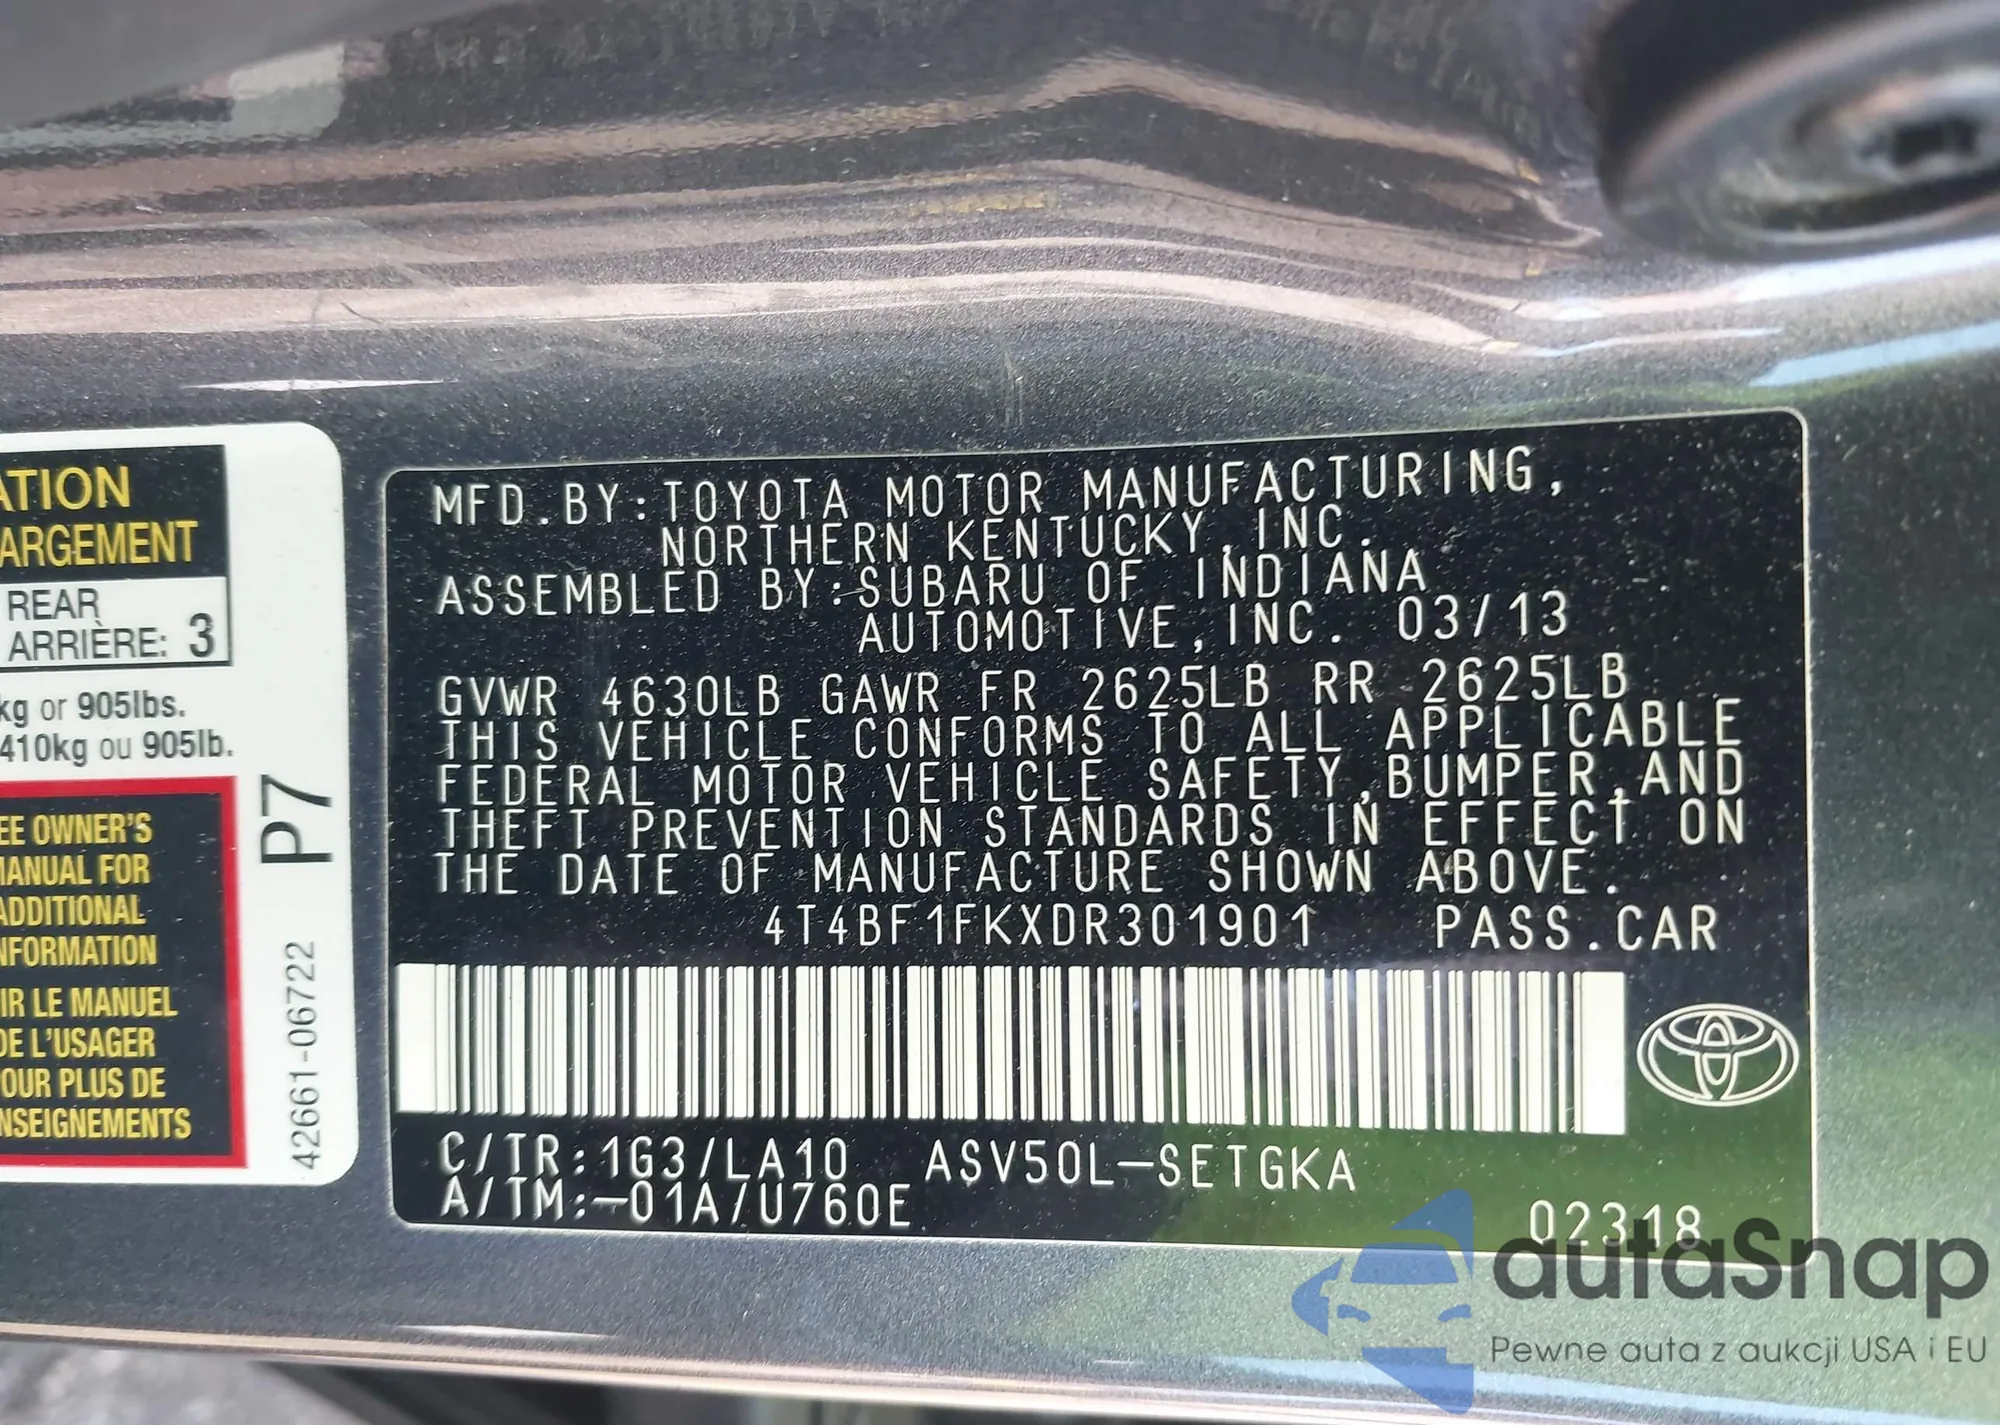 ATION
ARGEMENT
REAR
ARRIÈRE: 3
kg or 905lbs.
410kg ou 905lb.
EE OWNER'S
MANUAL FOR
ADDITIONAL
NFORMATION
IR LE MANUEL
DE L'USAGER
OUR PLUS DE
NSEIGNEMENTS
P7
42661-06722
MFD.BY:TOYOTA MOTOR MANUFACTURING,
NORTHERN KENTUCKY,INC.
ASSEMBLED BY:SUBARU OF INDIANA
AUTOMOTIVE,INC. 03/13
GVWR 4630LB GAWR FR 2625LB RR 2625LB
THIS VEHICLE CONFORMS TO ALL APPLICABLE
FEDERAL MOTOR VEHICLE SAFETY,BUMPER,AND
THEFT PREVENTION STANDARDS IN EFFECT ON
THE DATE OF MANUFACTURE SHOWN ABOVE.
4T4BF1FKXDR301901 PASS.CAR
C/TR:1G3/LA10 ASV50L-SETGKA
A/TM:-01A/U760E
02318
autaSnap
Pewne auta z aukcji USA i EU